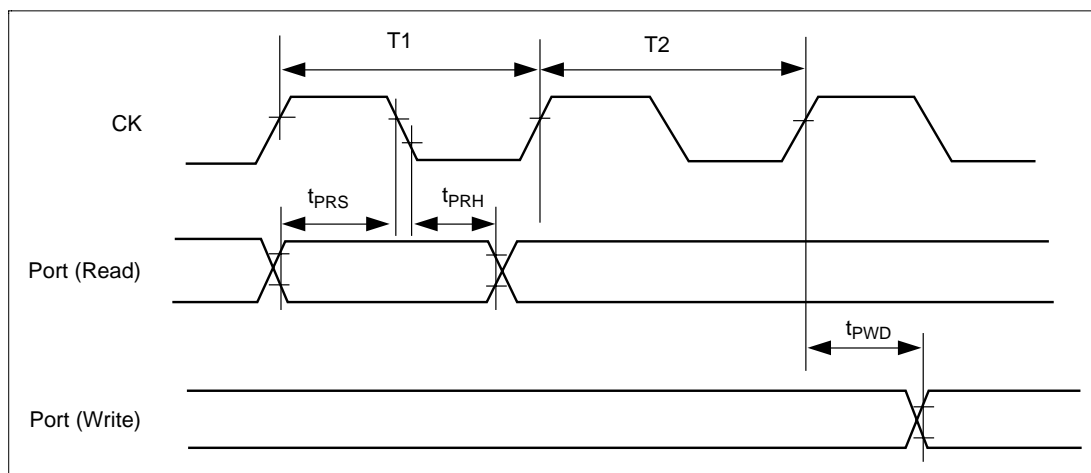 T1 T2
CK
tPRS tPRH
Port (Read)
tPWD
Port (Write)